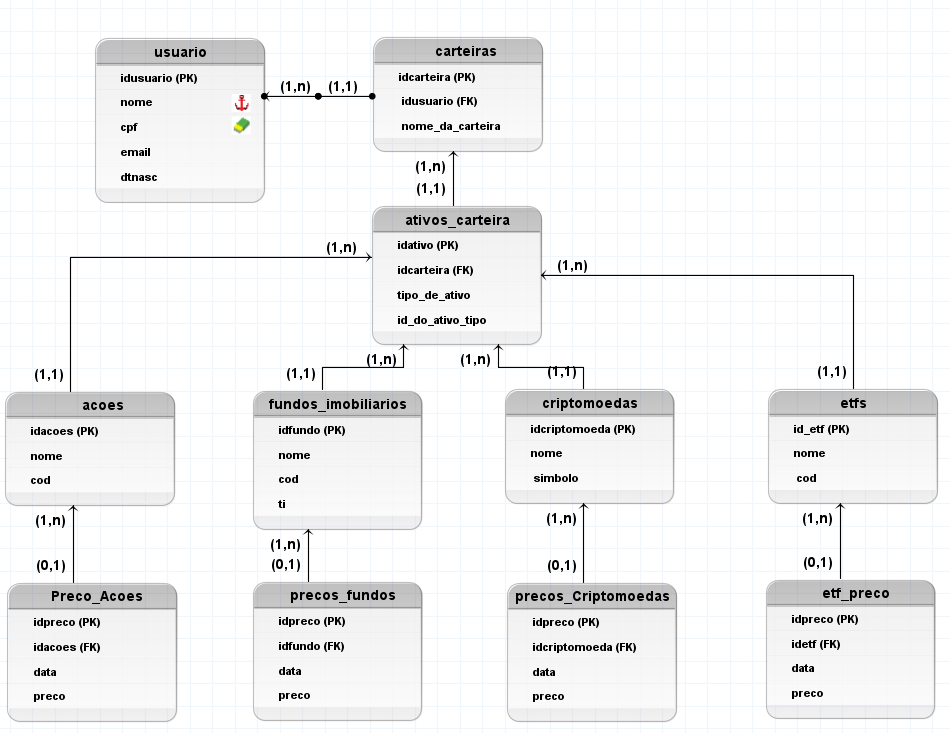 usuario
idusuario (PK)
nome
cpf
email
dtnasc
(1,n)
(1,1)
carteiras
idcarteira (PK)
idusuario (FK)
nome_da_carteira
(1,n)
(1,1)
ativos_carteira
idativo (PK)
idcarteira (FK)
tipo_de_ativo
id_do_ativo_tipo
(1,n)
(1,n)
(1,n)
(1,n)
(1,1)
(1,1)
(1,1)
(1,1)
acoes
idacoes (PK)
nome
cod
fundos_imobiliarios
idfundo (PK)
nome
cod
ti
criptomoedas
idcriptomoeda (PK)
nome
simbolo
etfs
id_etf (PK)
nome
cod
(1,n)
(0,1)
(1,n)
(0,1)
(1,n)
(0,1)
(1,n)
(0,1)
Preco_Acoes
idpreco (PK)
idacoes (FK)
data
preco
precos_fundos
idpreco (PK)
idfundo (FK)
data
preco
precos_Criptomoedas
idpreco (PK)
idcriptomoeda (FK)
data
preco
etf_preco
idpreco (PK)
idetf (FK)
data
preco